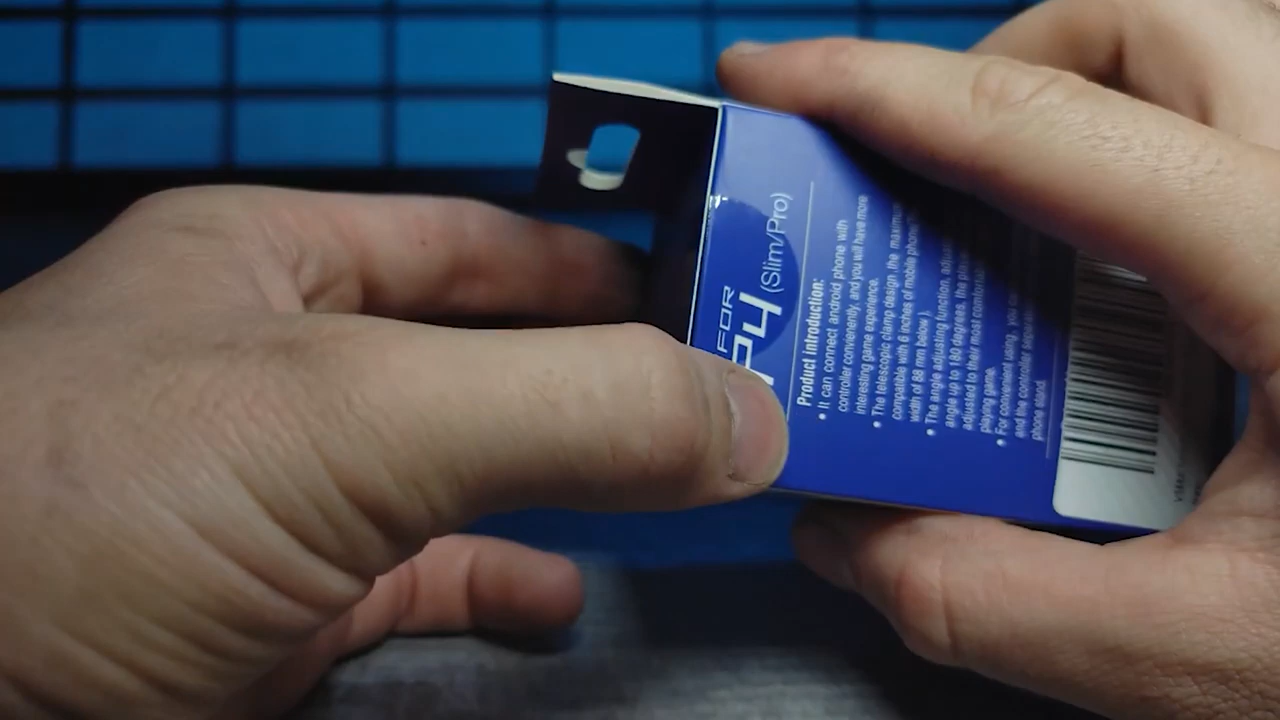 FOR
P4 (Slim/Pro)
Product introduction:
• It can connect android phone with
controller conveniently, and you will have more
interesting game experience.
• The telescopic clamp design, the
compatible with 6 inches of mobile
width of 88 mm below).
• The angle adjusting function,
angle up to 180 degrees, the
adjusted to their most
playing game.
• For convenient using, you
and the controller
phone stand.